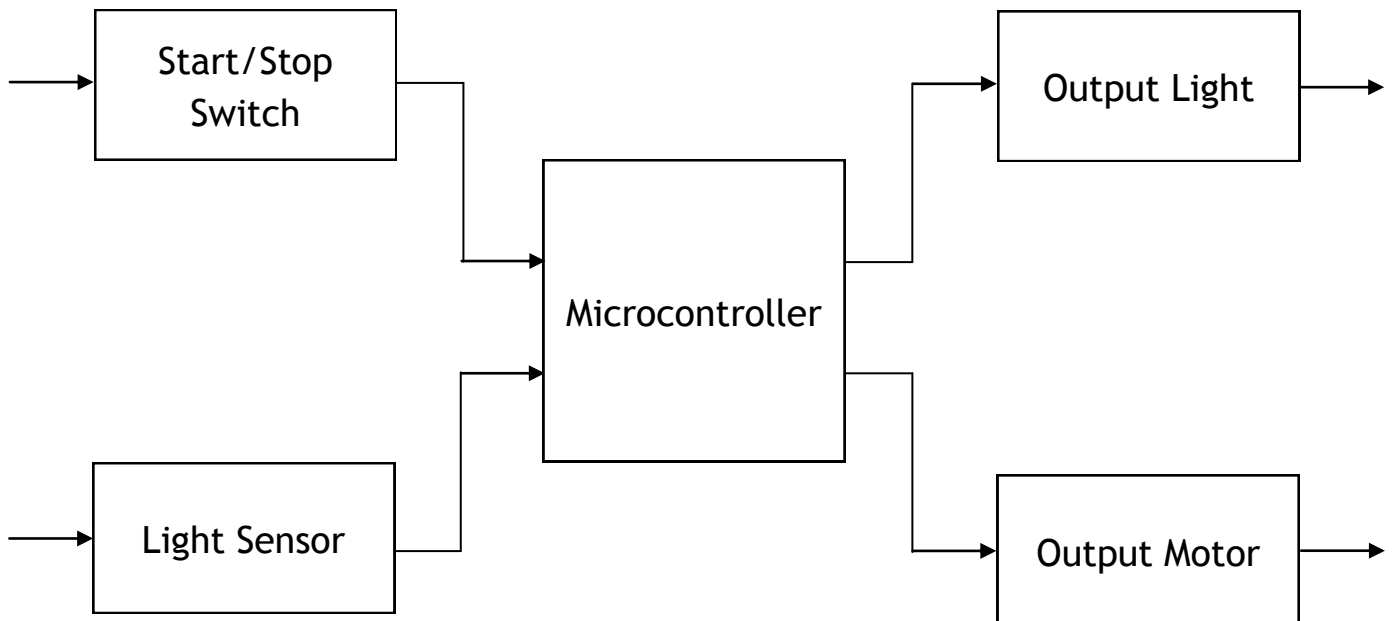 Start/Stop
Switch
Output Light
Microcontroller
Light Sensor
Output Motor